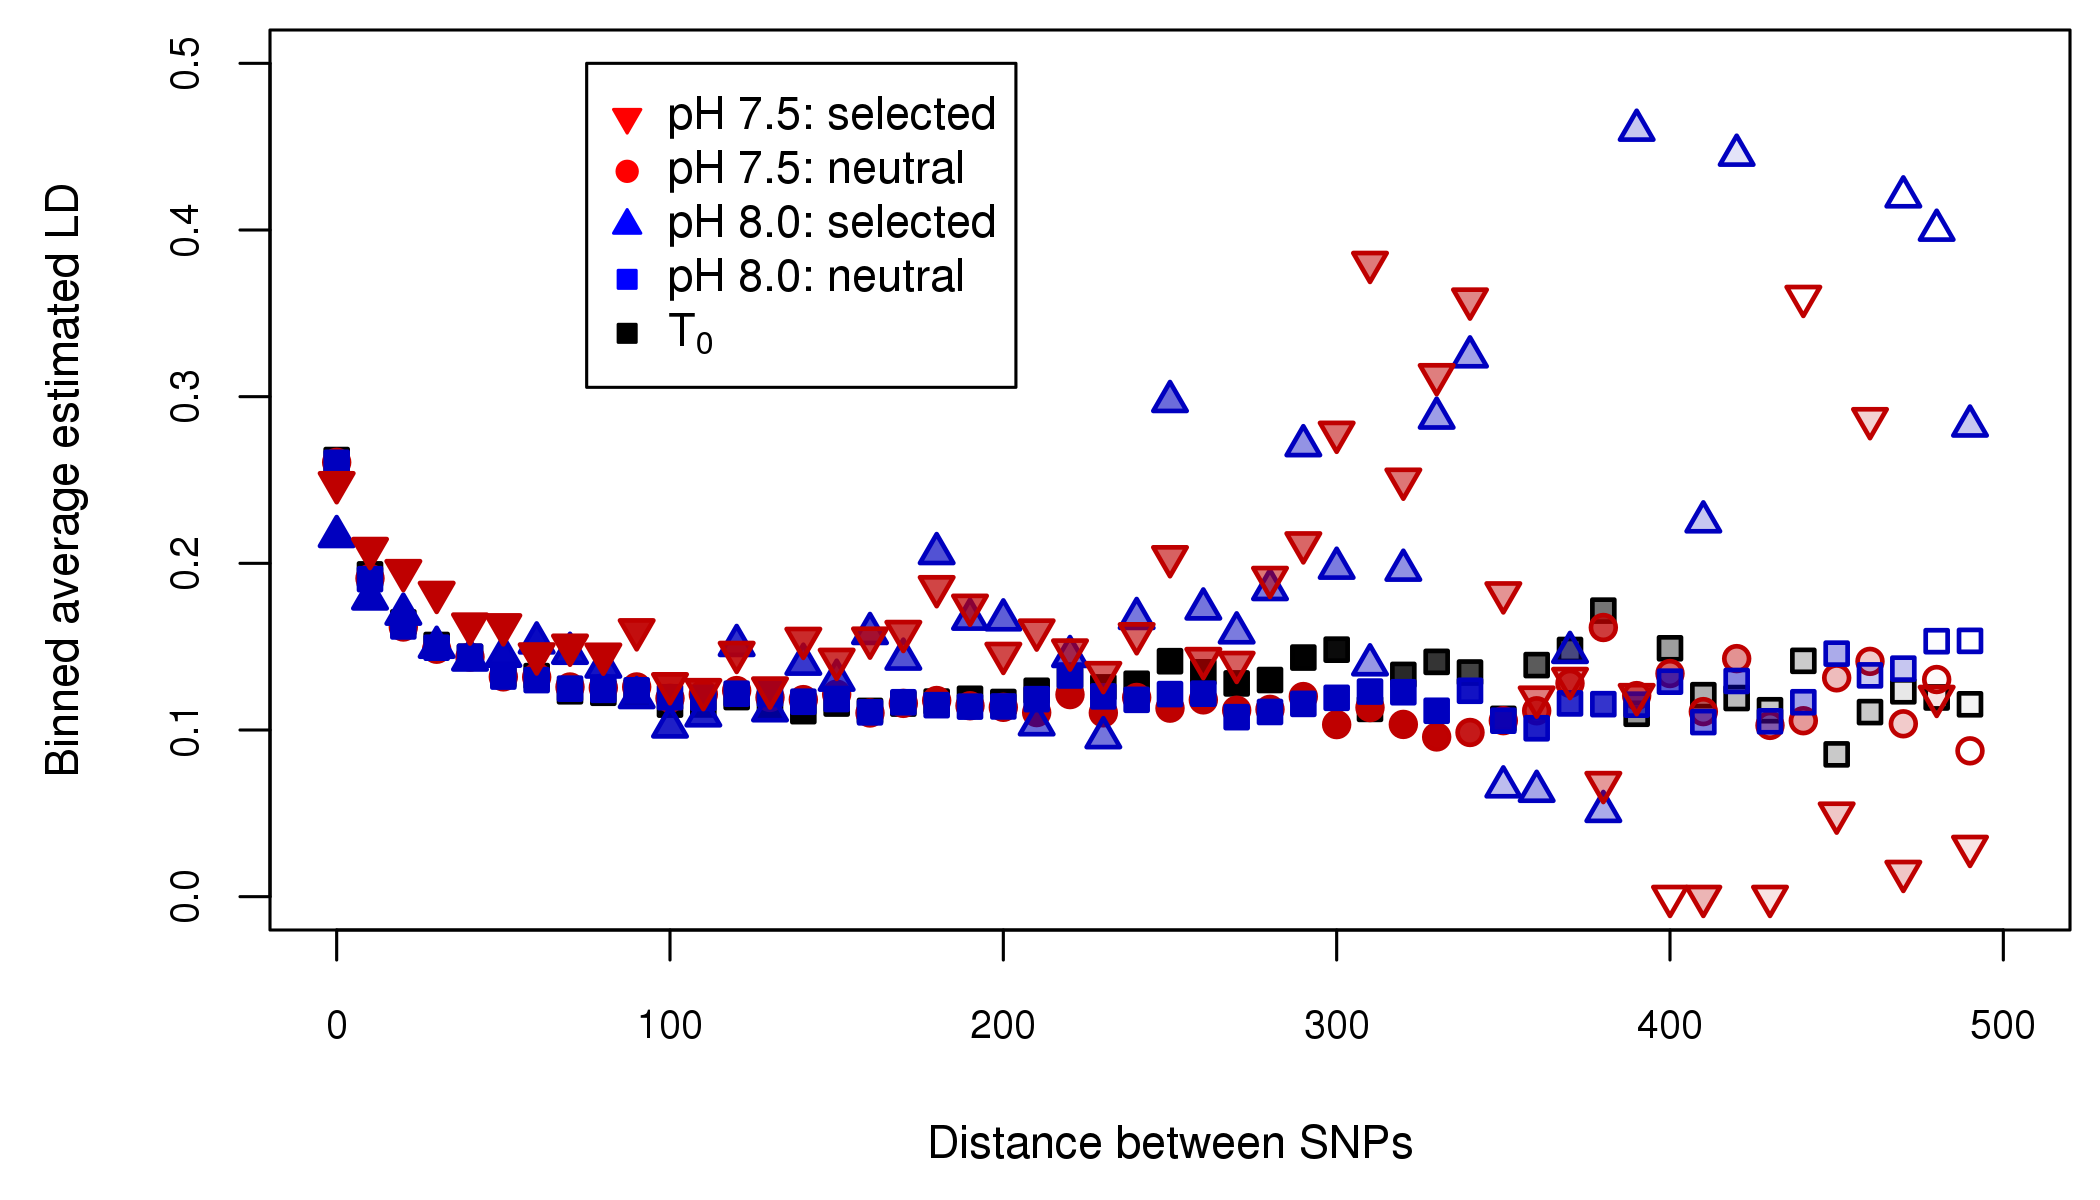 0.5
0.4
0.3
0.2
0.1
0.0
Binned average estimated LD
pH 7.5: selected
pH 7.5: neutral
pH 8.0: selected
pH 8.0: neutral
T0
0 100 200 300 400 500
Distance between SNPs